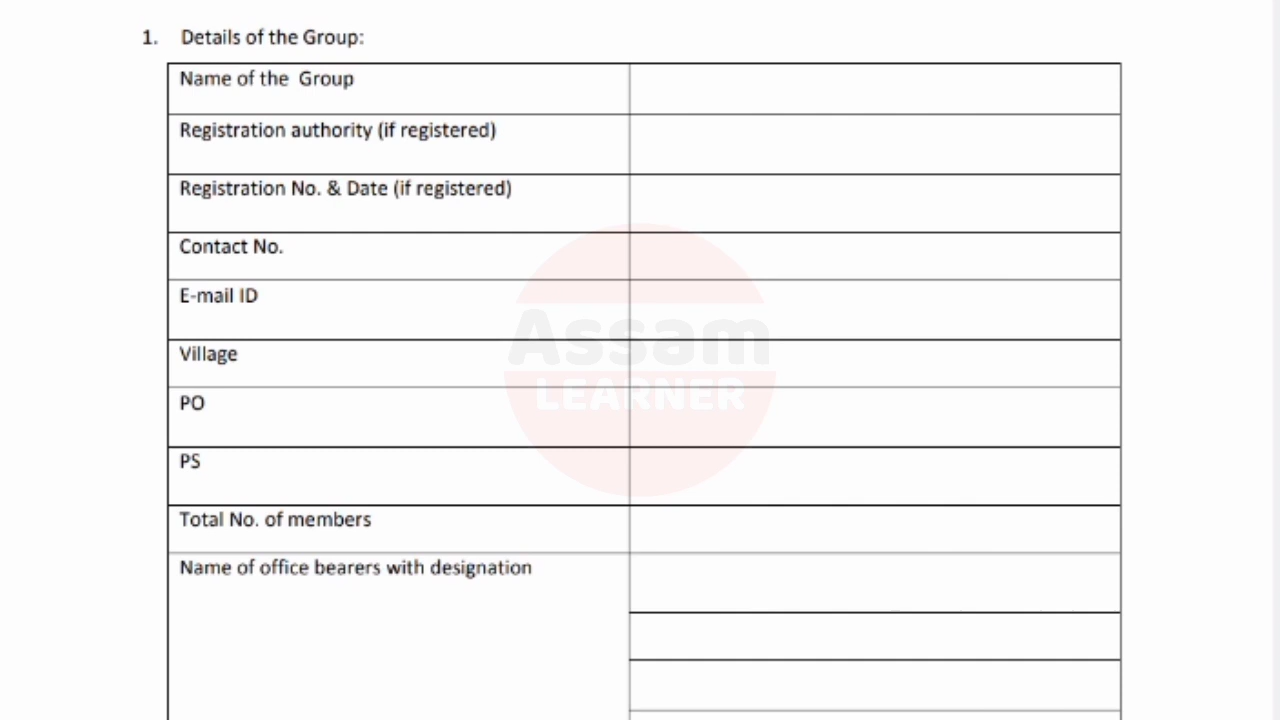 1. Details of the Group:
Name of the Group
Registration authority (if registered)
Registration No. & Date (if registered)
Contact No.
E-mail ID
Village
PO
PS
Total No. of members
Name of office bearers with designation
Assam
LEARNER